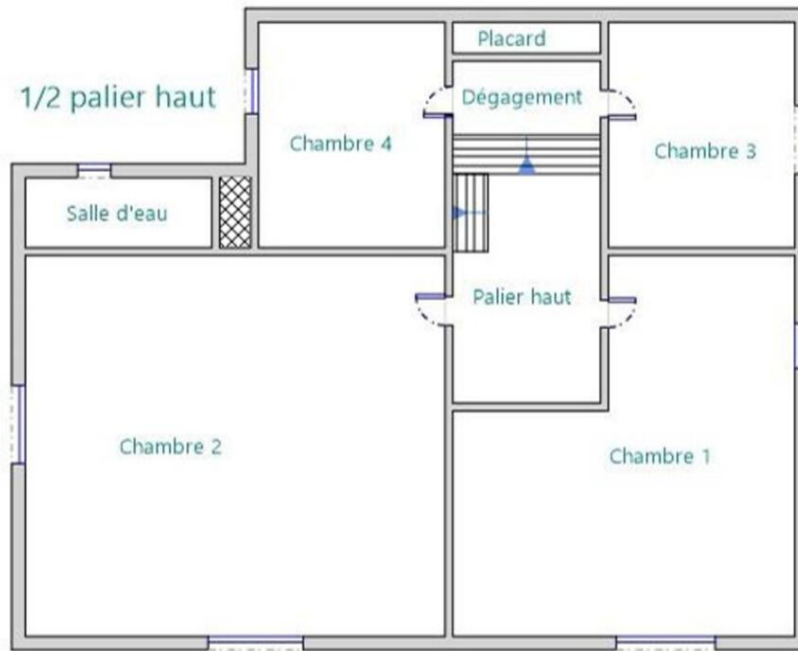 Placard
1/2 palier haut
Dégagement
Chambre 4
Chambre 3
Salle d'eau
Palier haut
Chambre 2
Chambre 1